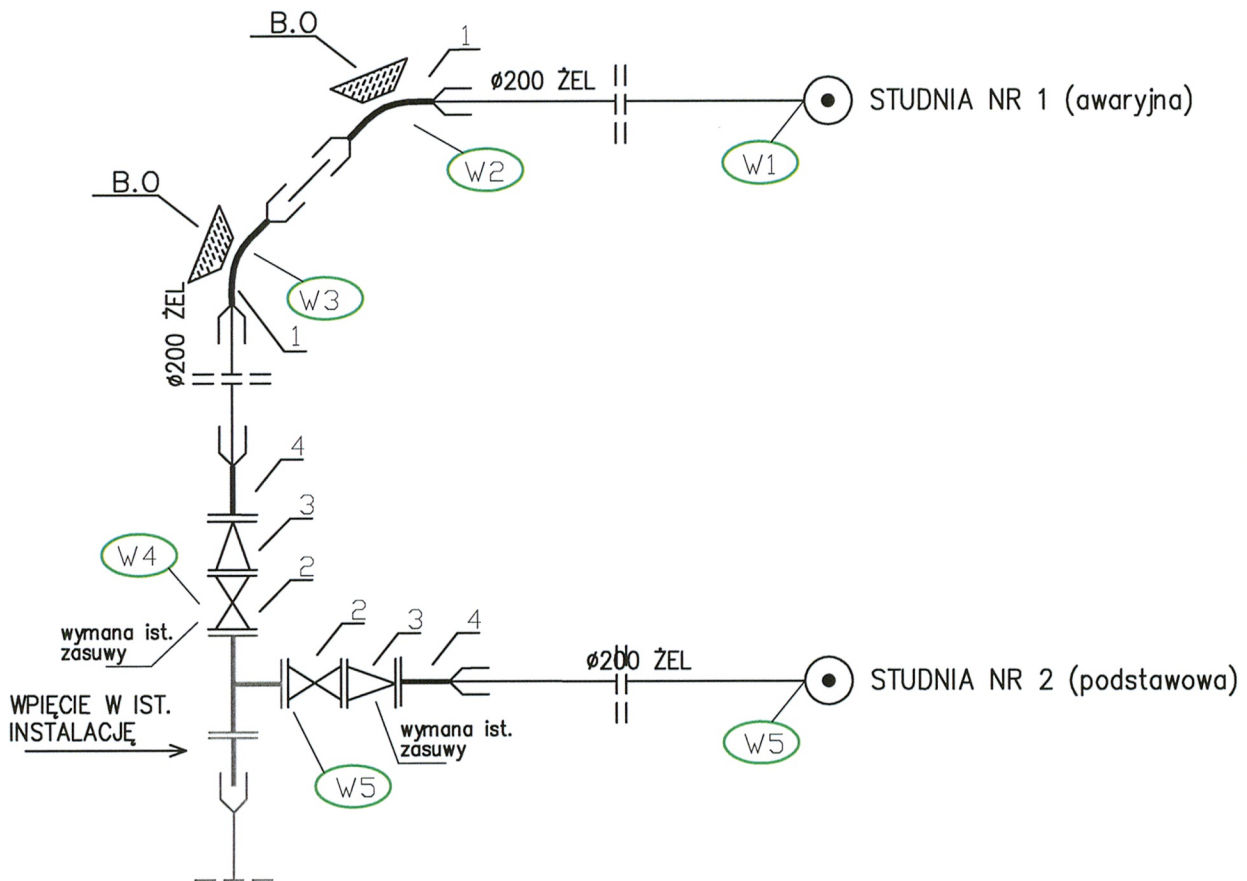 B.O
1
ø200 ŻEL
STUDNIA NR 1 (awaryjna)
W1
W2
B.O
W3
1
ø200 ŻEL
4
3
W4
2
wymana ist.
zasuwy
2
3
4
ø200 ŻEL
STUDNIA NR 2 (podstawowa)
WPIĘCIE W IST.
INSTALACJĘ
wymana ist.
zasuwy
W5
W5